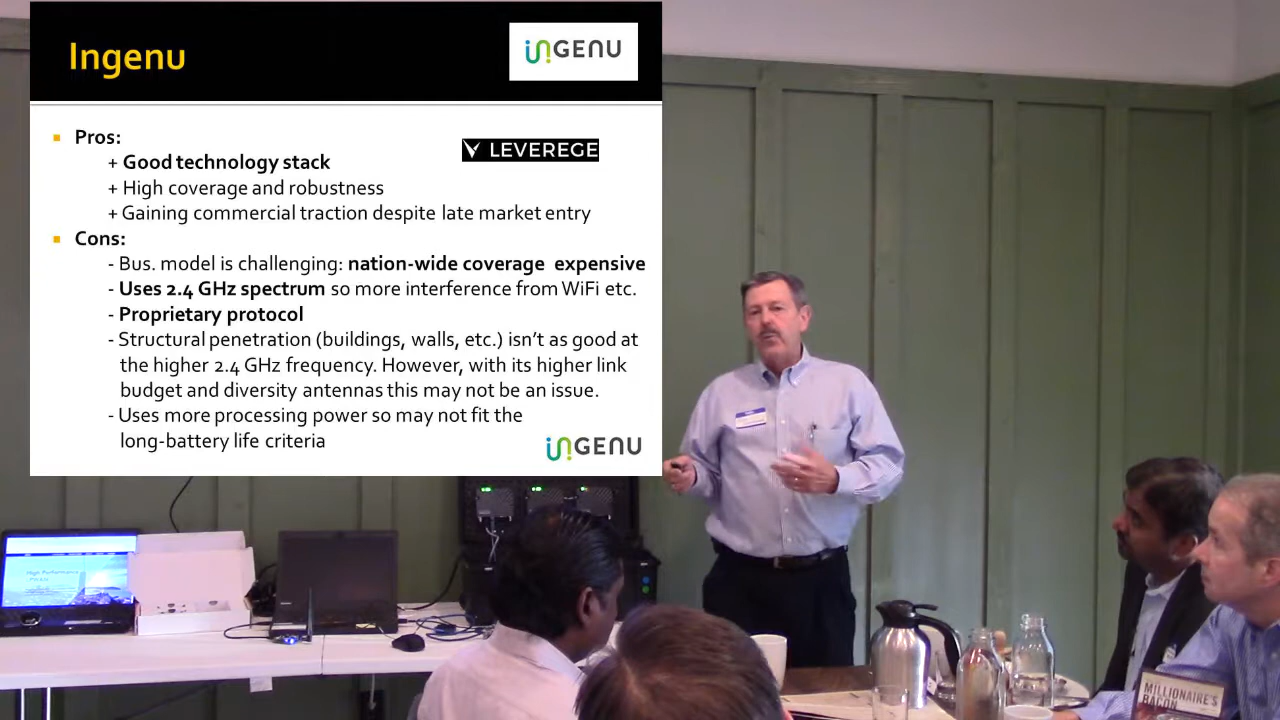 Ingenu
INGENU
Pros:
LEVEREGE
+ Good technology stack
+ High coverage and robustness
+ Gaining commercial traction despite late market entry
Cons:
- Bus. model is challenging: nation-wide coverage expensive
- Uses 2.4 GHz spectrum so more interference from WiFi etc.
- Proprietary protocol
- Structural penetration (buildings, walls, etc.) isn't as good at
the higher 2.4 GHz frequency. However, with its higher link
budget and diversity antennas this may not be an issue.
- Uses more processing power so may not fit the
long-battery life criteria
INGENU
High Performance
MILLIONAIRE'S
BACON